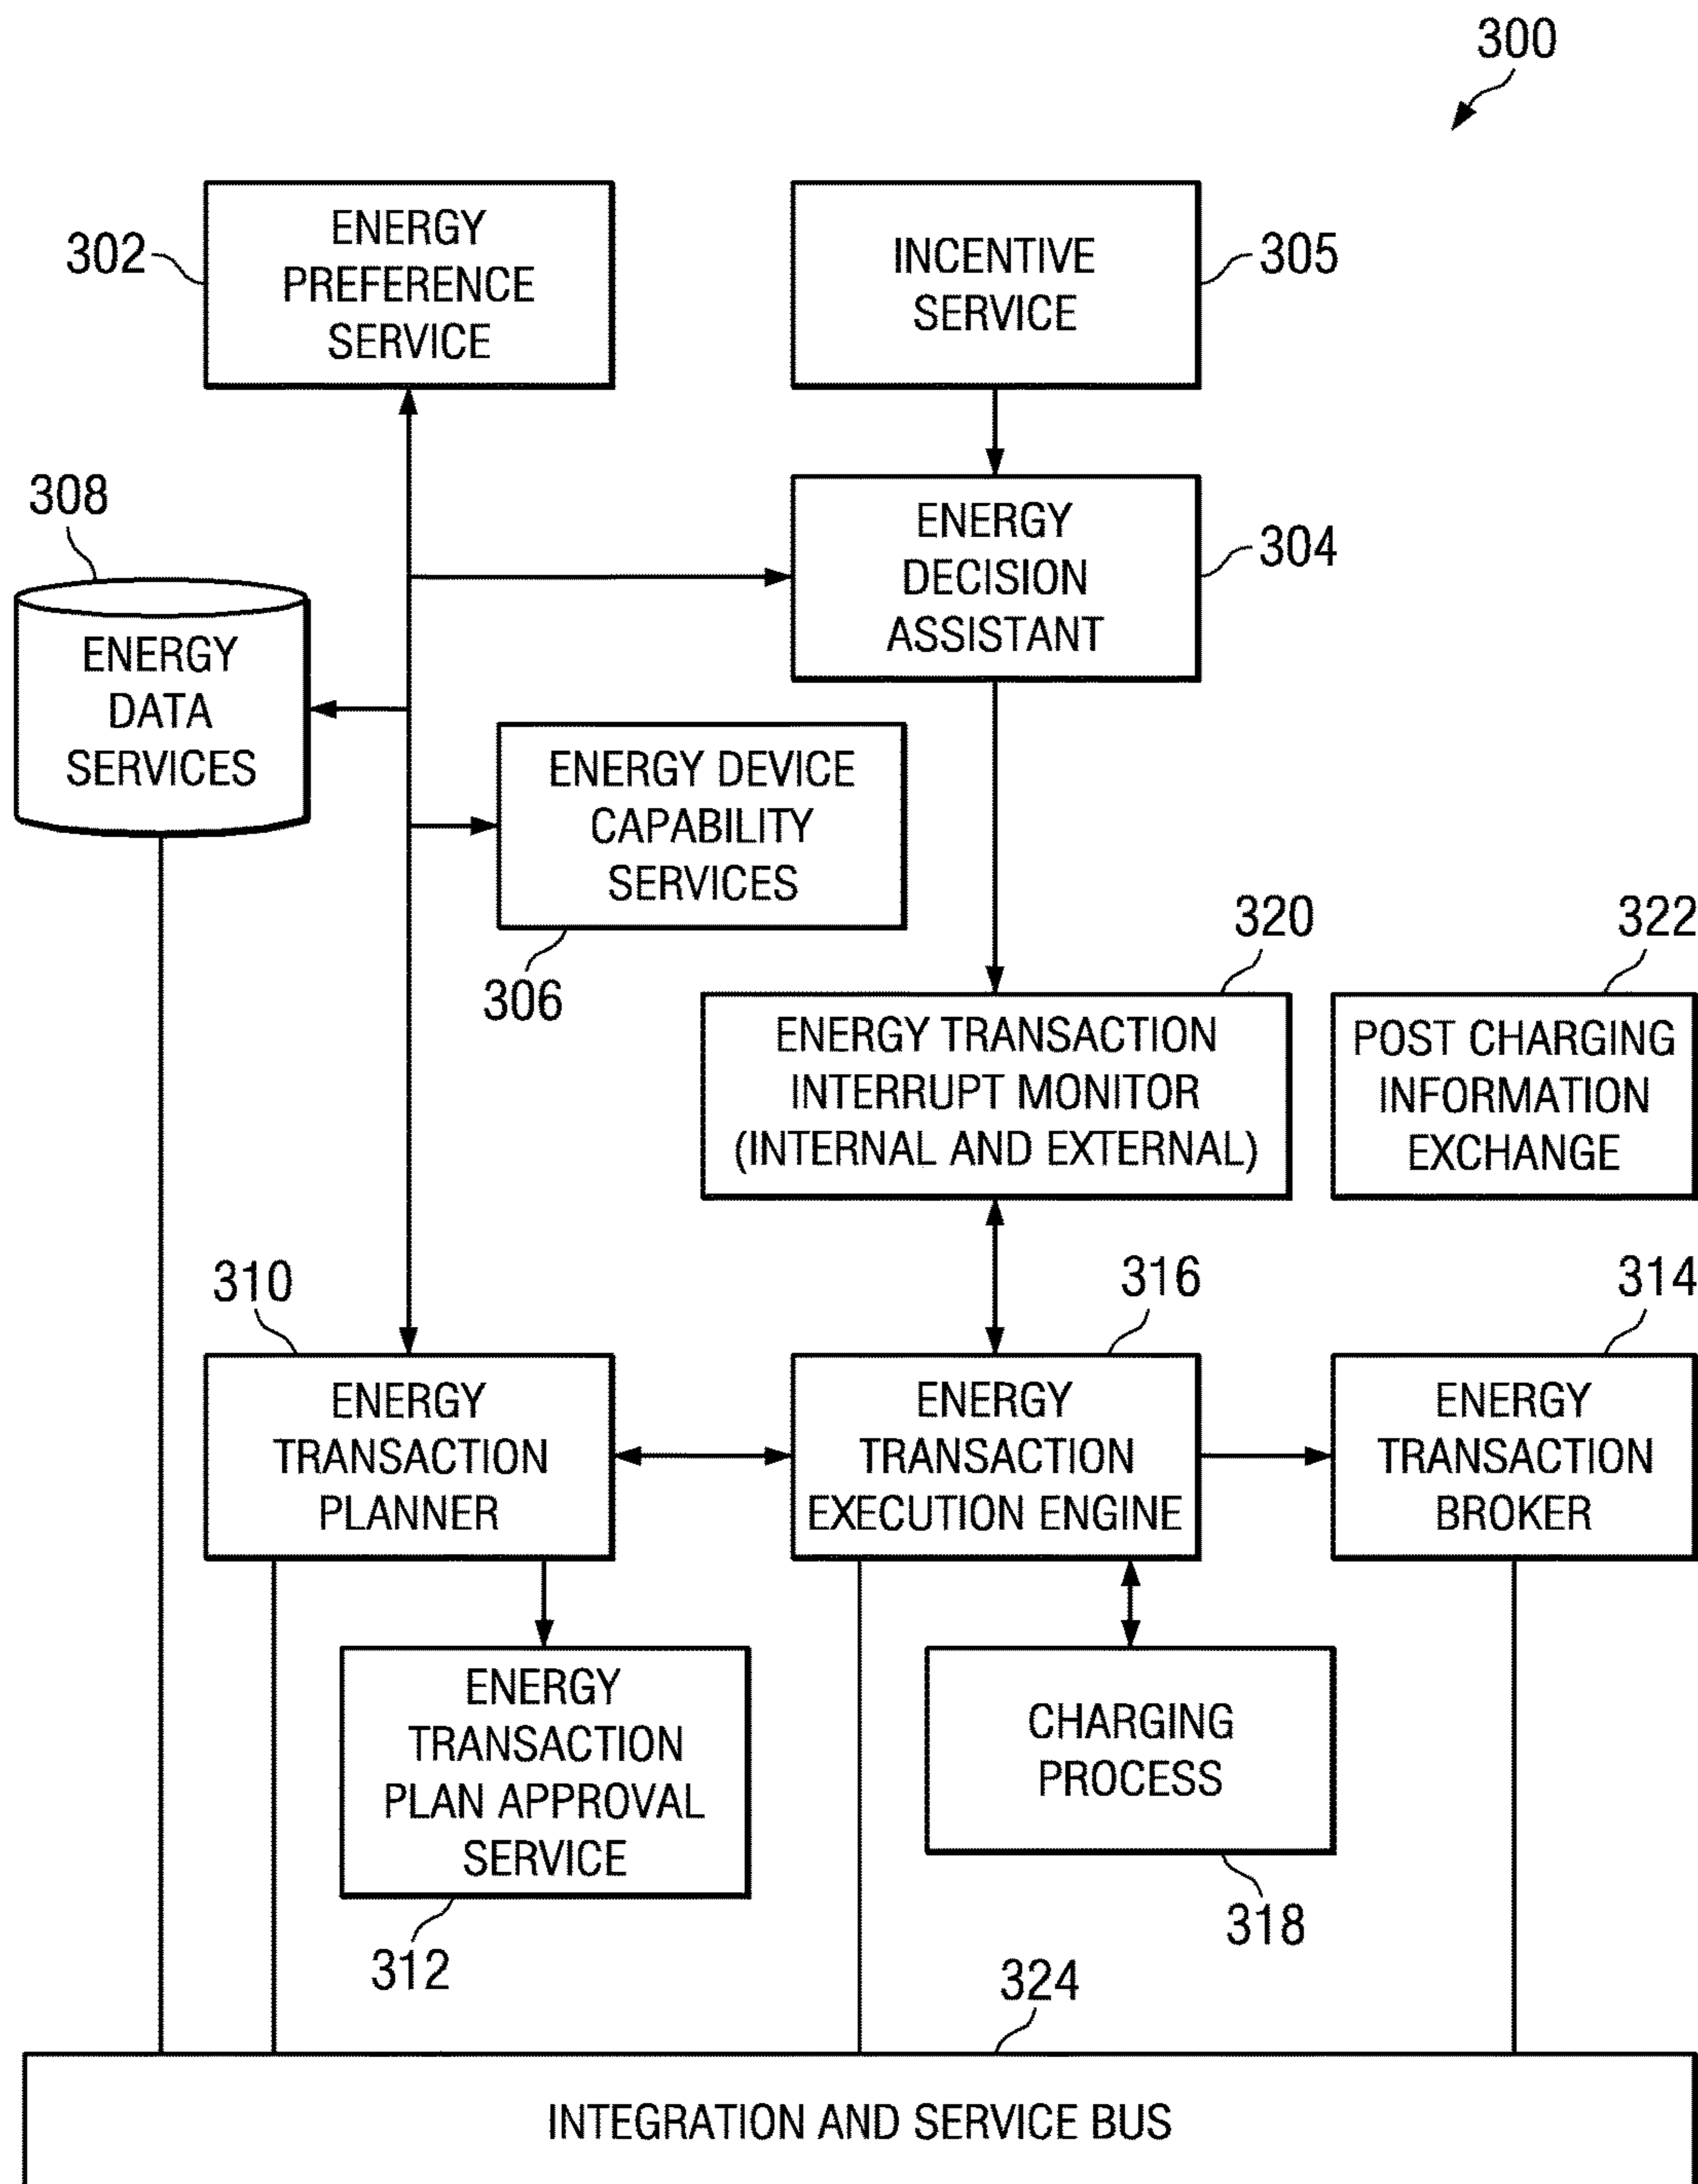 300
302
ENERGY
PREFERENCE
SERVICE
INCENTIVE
SERVICE
305
308
ENERGY
DATA
SERVICES
ENERGY
DECISION
ASSISTANT
304
ENERGY DEVICE
CAPABILITY
SERVICES
306
320
ENERGY TRANSACTION
INTERRUPT MONITOR
(INTERNAL AND EXTERNAL)
322
POST CHARGING
INFORMATION
EXCHANGE
310
ENERGY
TRANSACTION
PLANNER
316
ENERGY
TRANSACTION
EXECUTION ENGINE
314
ENERGY
TRANSACTION
BROKER
ENERGY
TRANSACTION
PLAN APPROVAL
SERVICE
312
CHARGING
PROCESS
318
324
INTEGRATION AND SERVICE BUS